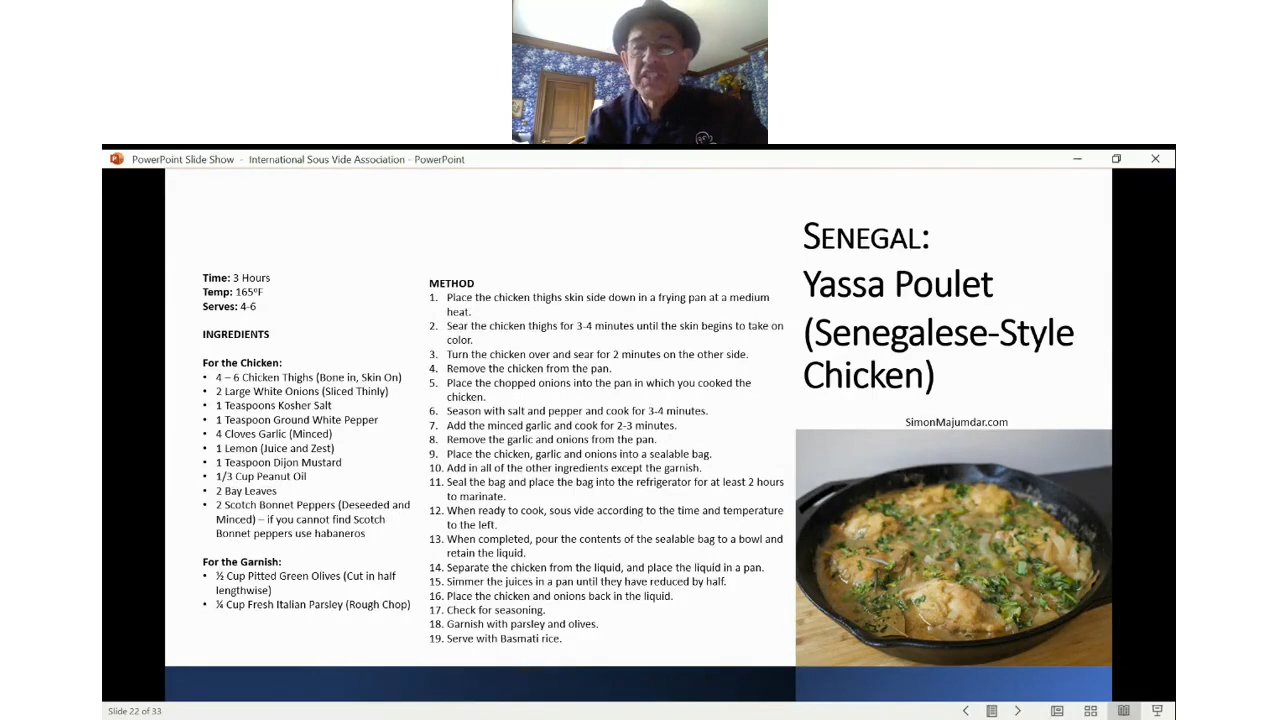 PowerPoint Slide Show - International Sous Vide Association - PowerPoint
SENEGAL:
Yassa Poulet
(Senegalese-Style
Chicken)
SimonMajumdar.com
Time: 3 Hours
Temp: 165ºF
Serves: 4-6
INGREDIENTS
For the Chicken:
• 4 – 6 Chicken Thighs (Bone in, Skin On)
• 2 Large White Onions (Sliced Thinly)
• 1 Teaspoons Kosher Salt
• 1 Teaspoon Ground White Pepper
• 4 Cloves Garlic (Minced)
• 1 Lemon (Juice and Zest)
• 1 Teaspoon Dijon Mustard
• 1/3 Cup Peanut Oil
• 2 Bay Leaves
• 2 Scotch Bonnet Peppers (Deseeded and
Minced) – if you cannot find Scotch
Bonnet peppers use habaneros
For the Garnish:
• ½ Cup Pitted Green Olives (Cut in half
lengthwise)
• ¼ Cup Fresh Italian Parsley (Rough Chop)
METHOD
1. Place the chicken thighs skin side down in a frying pan at a medium
heat.
2. Sear the chicken thighs for 3-4 minutes until the skin begins to take on
color.
3. Turn the chicken over and sear for 2 minutes on the other side.
4. Remove the chicken from the pan.
5. Place the chopped onions into the pan in which you cooked the
chicken.
6. Season with salt and pepper and cook for 3-4 minutes.
7. Add the minced garlic and cook for 2-3 minutes.
8. Remove the garlic and onions from the pan.
9. Place the chicken, garlic and onions into a sealable bag.
10. Add in all of the other ingredients except the garnish.
11. Seal the bag and place the bag into the refrigerator for at least 2 hours
to marinate.
12. When ready to cook, sous vide according to the time and temperature
to the left.
13. When completed, pour the contents of the sealable bag to a bowl and
retain the liquid.
14. Separate the chicken from the liquid, and place the liquid in a pan.
15. Simmer the juices in a pan until they have reduced by half.
16. Place the chicken and onions back in the liquid.
17. Check for seasoning.
18. Garnish with parsley and olives.
19. Serve with Basmati rice.
Slide 22 of 33